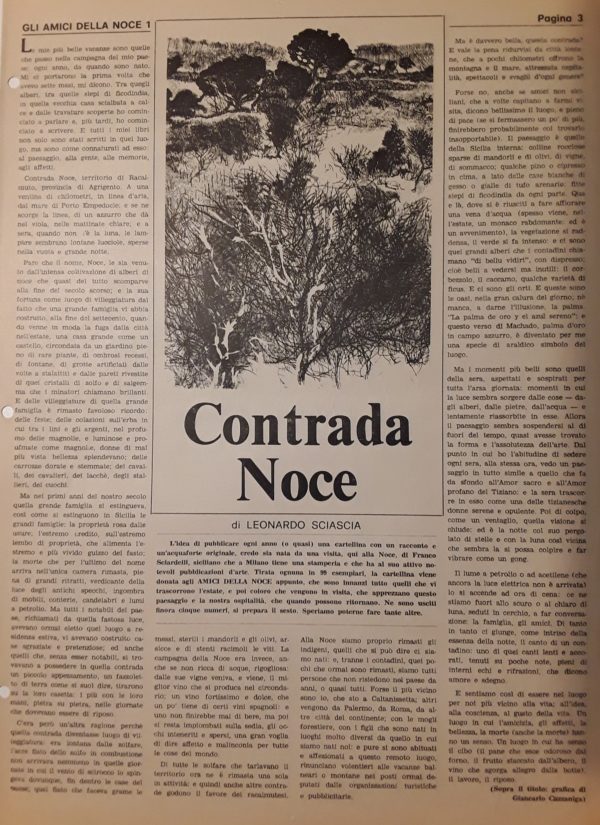 GLI AMICI DELLA NOCE 1
Pagina 3
Le mie più belle vacanze sono quelle
che passo nella campagna del mio pae-
se: ogni anno, da quando sono nato.
Mi ci portarono la prima volta che
avevo sette mesi, mi dicono. Tra quegli
alberi, tra quelle siepi di ficodindia,
in quella vecchia casa scialbata a cal-
ce e dalle travature scoperte ho comin-
ciato a parlare e, più tardi, ho comin-
ciato a scrivere. E tutti i miei libri
non solo sono stati scritti in quel luo-
go, ma sono come connaturati ad esso:
al paesaggio, alla gente, alle memorie,
agli affetti.
Contrada Noce, territorio di Racal-
muto, provincia di Agrigento. A una
ventina di chilometri, in linea d'aria,
dal mare di Porto Empedocle; e se ne
scorge la linea, di un azzurro che dà
nel viola, nelle mattinate chiare; e a
sera, quando non c'è la luna, le lam-
pare sembrano lontane lucciole, sperse
nella vuota e grande notte.
Pare che il nome, Noce, le sia venu-
to dall'intensa coltivazione di alberi di
noce che quasi del tutto scomparve
alla fine del secolo scorso; e la sua
fortuna come luogo di villeggiatura dal
fatto che una grande famiglia vi abbia
costruito, alla fine del settecento, quan-
do venne in moda la fuga dalla città
nell'estate, una casa grande come un
castello, circondata da un giardino pie-
no di rare piante, di ombrosi recessi,
di fontane, di grotte artificiali dalle
volte a stalattiti e dalle pareti rivestite
di quei cristalli di solfo e di salgem-
ma che i minatori chiamano brillanti.
E delle villeggiature di quella grande
famiglia è rimasto favoloso ricordo:
delle feste; delle colazioni sull'erba in
cui tra i lini e gli argenti, nel profu-
mo delle magnolie, e luminose e pro-
fumate come magnolie, donne di mai
più vista bellezza splendevano; delle
carrozze dorate e stemmate; dei caval-
li, dei cavalieri, dei lacchè, degli stal-
lieri, dei cuochi.
Ma nei primi anni del nostro secolo
quella grande famiglia si estingueva,
così come si estinguono in Sicilia le
grandi famiglie: la proprietà rosa dalle
usure, l'estremo credito, sull'estremo
lembo di proprietà, che alimenta l'e-
stremo e più vivido guizzo del fasto;
la morte che per l'ultimo del nome
arriva nell'unica camera rimasta, pie-
na di grandi ritratti, verdicante della
luce degli antichi specchi, ingombra
di mobili, conterie, candelabri e lumi
a petrolio. Ma tutti i notabili del pae-
se, richiamati da quella fastosa luce,
avevano ormai eletto quel luogo a re-
sidenza estiva, vi avevano costruito ca-
se sgraziate e pretendose; ed anche
quelli che, senza esser notabili, si tro-
vavano a possedere in quella contrada
un piccolo appezzamento, un fazzolet-
to di terra come si suol dire, tirarono
su la loro casetta: i più con le loro
mani, pietra su pietra, nelle giornate
che dovevano essere di riposo.
C'era però un'altra ragione perché
quella contrada diventasse luogo di vil-
leggiatura: era lontana dalle solfare,
l'acre fiato dello zolfo in combustione
non arrivava nemmeno in quelle gior-
nate in cui il vento di scirocco lo spin-
geva dovunque, fin dentro le case del
paese; quel fiato che faceva grame le
Contrada
Noce
di LEONARDO SCIASCIA
L'idea di pubblicare ogni anno (o quasi) una cartellina con un racconto e
un'acquaforte originale, credo sia nata da una visita, qui alla Noce, di Franco
Sciardelli, siciliano che a Milano tiene una stamperia e che ha al suo attivo no-
tevoli pubblicazioni d'arte. Tirata ognuna in 96 esemplari, la cartellina viene
donata agli AMICI DELLA NOCE appunto, che sono innanzi tutto quelli che vi
trascorrono l'estate, e poi coloro che vengono in visita, che apprezzano questo
paesaggio e la nostra ospitalità, che quando possono ritornano. Ne sono usciti
finora cinque numeri, si prepara il sesto. Speriamo poterne fare tante altre.
messi, sterili i mandorli e gli olivi, ar-
sicce e di stenti racimoli le viti. La
campagna della Noce era invece, an-
che se non ricca di acque, rigogliosa:
dalle sue vigne veniva, e viene, il mi-
glior vino che si produca nel circonda-
rio; un vino fortissimo e dolce, che
un po' tiene di certi vini spagnoli: e
uno non finirebbe mai di bere, ma poi
si resta impiombati sulla sedia, gli oc-
chi inteneriti e spersi, una gran voglia
di dire affetto e malinconia per tutte
le cose del mondo.
Di tutte le solfare che tarlavano il
territorio ora ne è rimasta una sola
in attività; e quindi anche altre contra-
de godono il favore dei racalmutesi.
Alla Noce siamo proprio rimasti gli
indigeni, quelli che si può dire ci sia-
mo nati: e, tranne i contadini, quei po-
chi che ormai sono rimasti, siamo tutti
persone che non risiedono nel paese da
anni, o quasi tutti. Forse il più vicino
sono io, che sto a Caltanissetta; altri
vengono da Palermo, da Roma, da al-
tre città del continente; con le mogli
forestiere, con i figli che sono nati in
luoghi molto diversi da quello in cui
siamo nati noi: e pure si sono abituati
e affezionati a questo remoto luogo,
rinunciano volentieri alle vacanze bal-
neari o montane nei posti ormai depu-
tati dalle organizzazioni turistiche
e pubblicitarie.
Ma è davvero bella, questa contrada?
E vale la pena ridurvisi da città lonta-
ne, che a pochi chilometri offrono la
montagna e il mare, attrezzata ospita-
lità, spettacoli e svaghi d'ogni genere?
Forse no, anche se amici non sici-
liani, che a volte capitano a farmi vi-
sita, dicono bellissimo il luogo, e pieno
di pace (se si fermassero un po' di più,
finirebbero probabilmente col trovarlo
insopportabile). Il paesaggio è quello
della Sicilia interna: colline rocciose
sparse di mandorli e di olivi, di vigne,
di sommacco; qualche pino o cipresso
in cima, a lato delle case bianche di
gesso o gialle di tufo arenario; fitte
siepi di ficodindia da ogni parte. Qua
e là, dove si è riusciti a fare affiorare
una vena d'acqua (spesso viene, nel-
l'estate, un monaco rabdomante: ed è
un avvenimento), la vegetazione si ra-
densa, il verde si fa intenso: e ci sono
quei grandi alberi che i contadini chia-
mano "di bellu vidiri", con dispresso;
cioè belli a vedersi ma inutili: il cor-
bezzolo, il caccamo, qualche varietà di
ficus. E ci sono gli orti. E queste sono
le oasi, nella gran calura del giorno; nè
manca, a darne l'illusione, la palma.
"La palma de oro y el azul sereno"; e
questo verso di Machado, palma d'oro
in campo azzurro, è diventato per me
una specie di araldico simbolo del
luogo.
Ma i momenti più belli sono quelli
della sera, aspettati e sospirati per
tutta l'arsa giornata: momenti in cui
la luce sembra sorgere dalle cose — da-
gli alberi, dalle pietre, dall'acqua — e
lentamente riassorbita in esse. Allora
il paesaggio sembra sospendersi al di
fuori del tempo, quasi avesse trovato
la forma e l'assolutezza dell'arte. Dal
punto in cui ho l'abitudine di sedere
ogni sera, alla stessa ora, vedo un pae-
saggio in tutto simile a quello che fa
da sfondo all'Amor sacro e all'Amor
profano del Tiziano: e la sera trascor-
re in esso come una delle tizianesche
donne serene e opulente. Poi di colpo,
come un ventaglio, quella visione si
chiude: ed è la notte col suo pergo-
lato di stelle e con la luna così vicina
che sembra la si possa colpire e far
vibrare come un gong.
Il lume a petrolio o ad acetilene (che
ancora la luce elettrica non è arrivata)
lo si accende ad ora di cena: ce ne
stiamo fuori allo scuro o al chiaro di
luna, seduti in cerchio, a far conversa-
zione: la famiglia, gli amici. Di tanto
in tanto ci giunge, come intriso della
essenza della notte, il canto di un con-
tadino: uno di quei canti lenti e acco-
rati, tenuti su poche note, pieni di
interni echi e rifrazioni, che dicono
amore e sdegno.
E sentiamo così di essere nel luogo
per noi più vicino alla vita; all'idea,
alla coscienza, al gusto della vita. Un
luogo in cui l'amicizia, gli affetti, la
bellezza, la morte (anche la morte) han-
no un senso. Un luogo in cui ha senso
il cibo (il pane che esce odoroso dal
forno, il frutto staccato dall'albero, il
vino che sgorga allegro dalla botte),
il lavoro, il riposo.
(Sopra il titolo: grafica di
Giancarlo Cazzaniga)